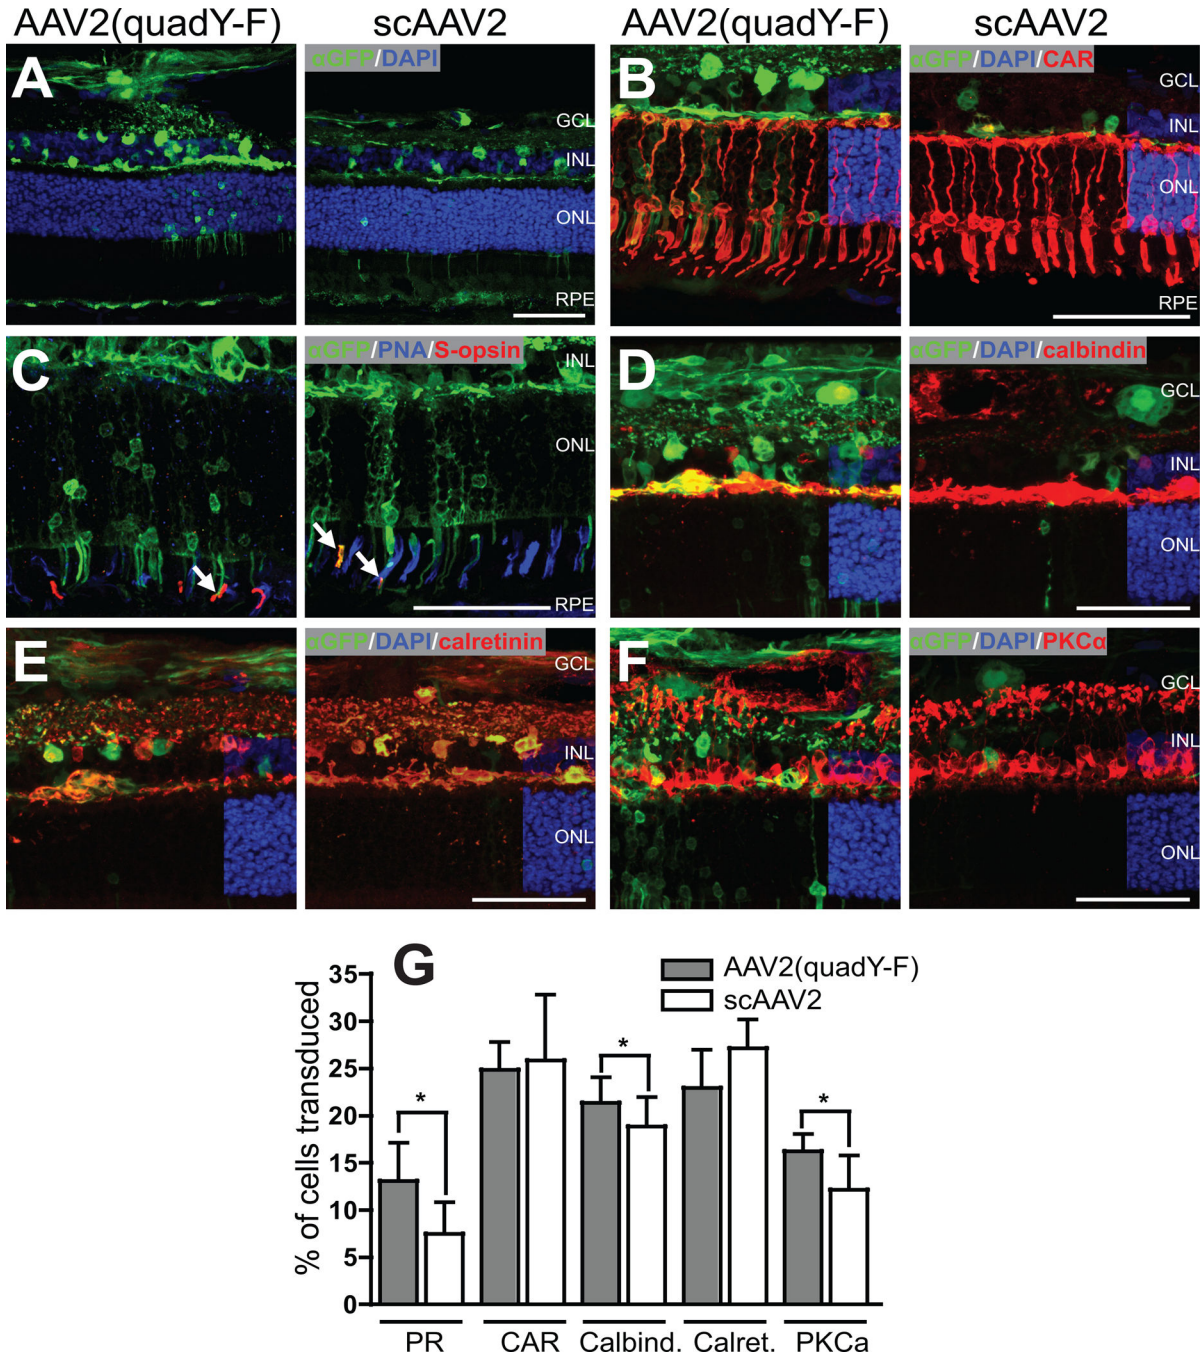 AAV2(quadY-F) scAAV2 AAV2(quadY-F) scAAV2
A
αGFP/DAPI
GCL
INL
ONL
RPE
B
αGFP/DAPI/CAR
GCL
INL
ONL
RPE
C
αGFP/PNA/S-opsin
INL
ONL
RPE
D
αGFP/DAPI/calbindin
GCL
INL
ONL
E
αGFP/DAPI/calretinin
GCL
INL
ONL
F
αGFP/DAPI/PKCα
GCL
INL
ONL
G
AAV2(quadY-F)
scAAV2
% of cells transduced
35
30
25
20
15
10
5
0
* * *
PR CAR Calbind. Calret. PKCa